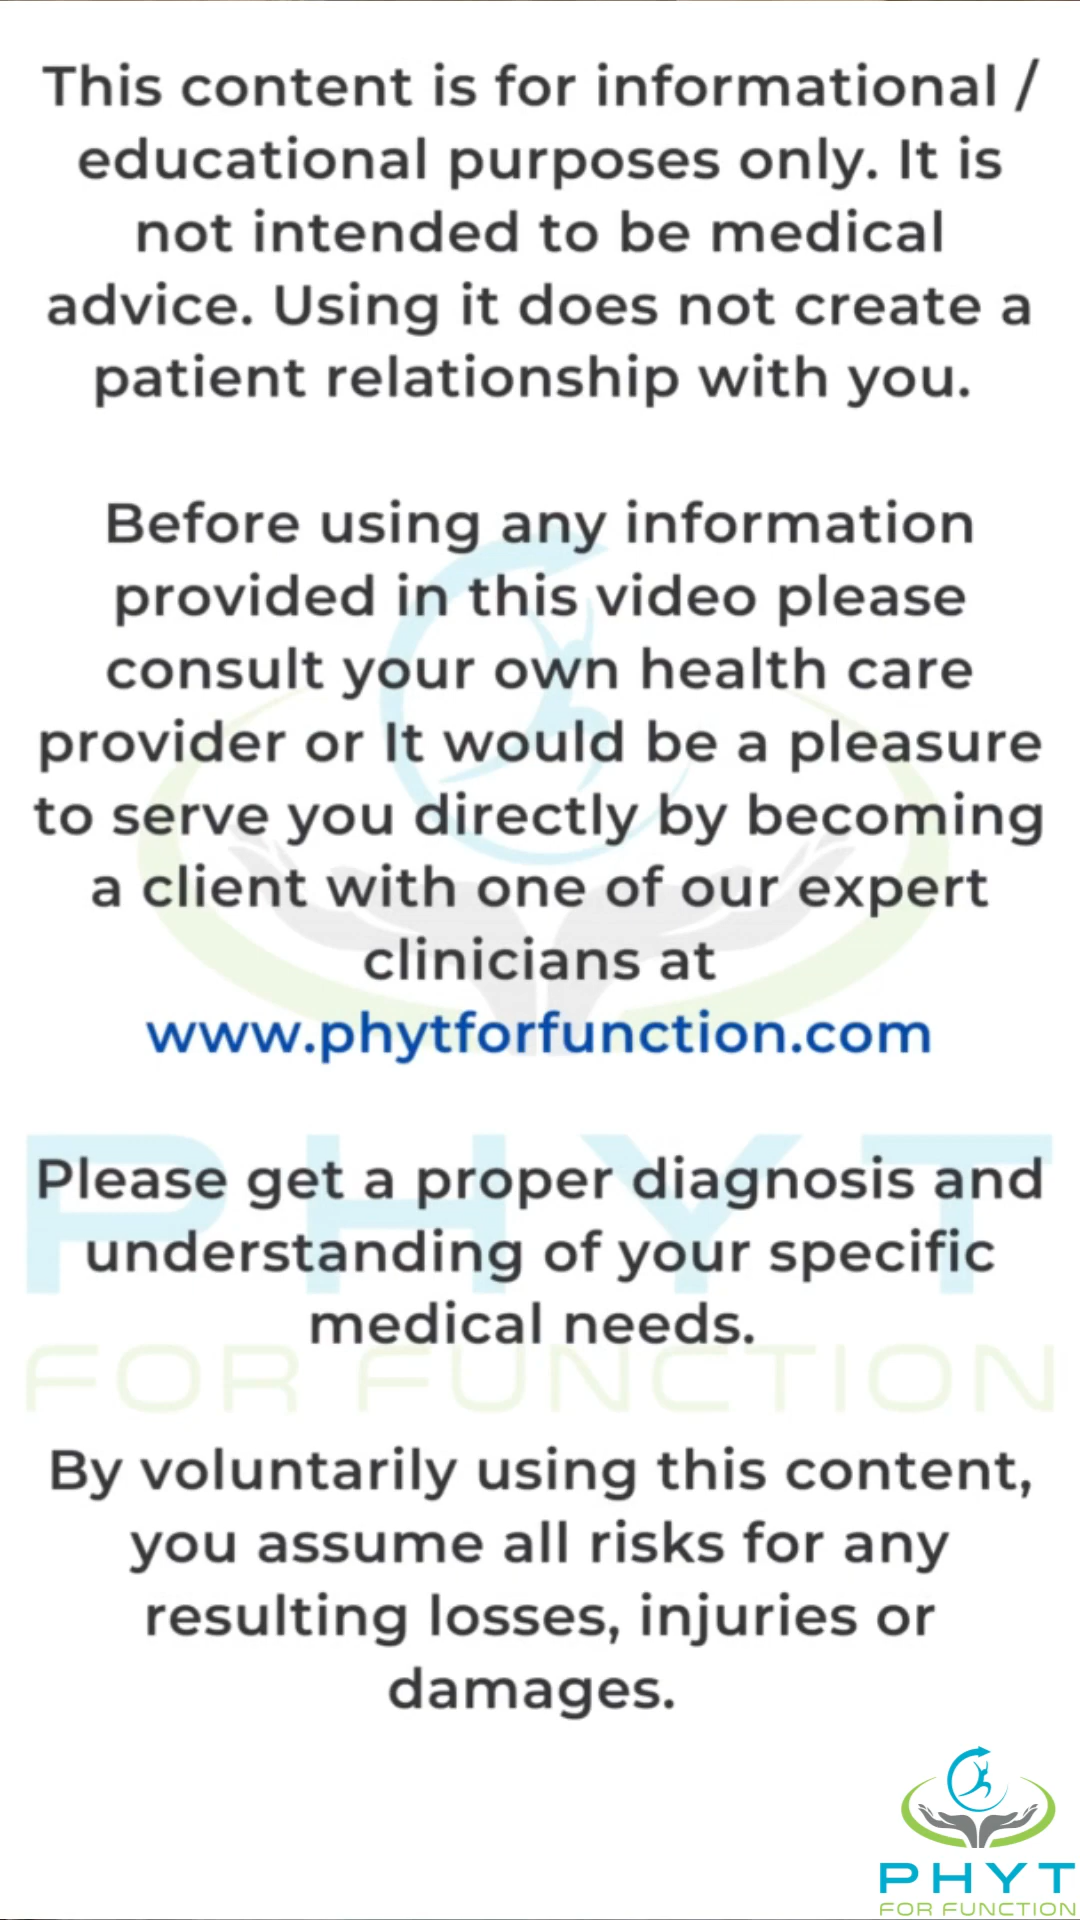 This content is for informational /
educational purposes only. It is
not intended to be medical
advice. Using it does not create a
patient relationship with you.
Before using any information
provided in this video please
consult your own health care
provider or It would be a pleasure
to serve you directly by becoming
a client with one of our expert
clinicians at
www.phytforfunction.com
PHYT
Please get a proper diagnosis and
understanding of your specific
medical needs.
FOR FUNCTION
By voluntarily using this content,
you assume all risks for any
resulting losses, injuries or
damages.
PHYT
FOR FUNCTION